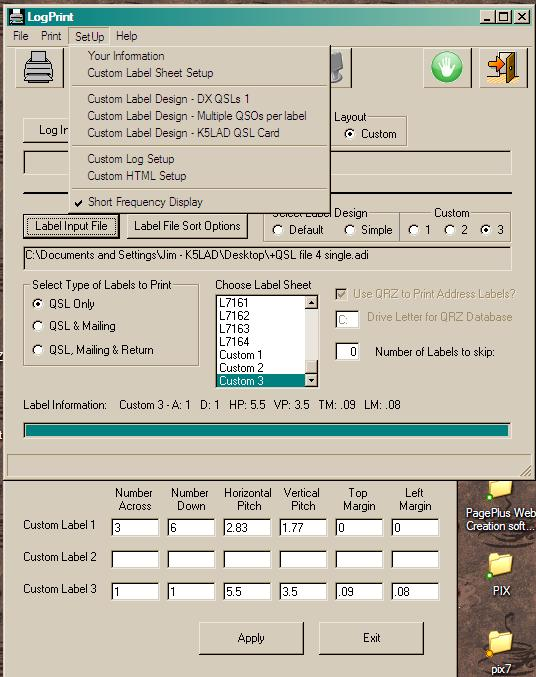 LogPrint
File Print SetUp Help
Your Information
Custom Label Sheet Setup
Custom Label Design - DX QSLs 1
Custom Label Design - Multiple QSOs per label
Custom Label Design - K5LAD QSL Card
Custom Log Setup
Custom HTML Setup
Short Frequency Display
Layout
Custom
Label Input File
Label File Sort Options
Select Label Design
Default Simple
Custom
1 2 3
C:\Documents and Settings\Jim - K5LAD\Desktop\+QSL file 4 single.adi
Select Type of Labels to Print
QSL Only
QSL & Mailing
QSL, Mailing & Return
Choose Label Sheet
L7161
L7162
L7163
L7164
Custom 1
Custom 2
Custom 3
Use QRZ to Print Address Labels?
C: Drive Letter for QRZ Database
0 Number of Labels to skip:
Label Information: Custom 3 - A: 1 D: 1 HP: 5.5 VP: 3.5 TM: .09 LM: .08
Number Across Number Down Horizontal Pitch Vertical Pitch Top Margin Left Margin
Custom Label 1 3 6 2.83 1.77 0 0
Custom Label 2
Custom Label 3 1 1 5.5 3.5 .09 .08
Apply Exit
PagePlus Web
Creation soft...
PIX
pix7